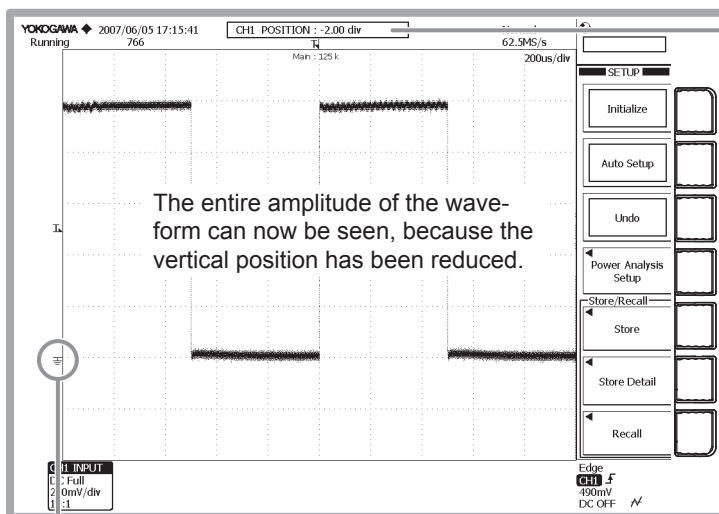 YOKOGAWA ◆ 2007/06/05 17:15:41
CH1 POSITION : -2.00 div
Running 766
62.5MS/s
Main : 125 k
200us/div
SETUP
Initialize
Auto Setup
Undo
Power Analysis
Setup
Store/Recall
Store
Store Detail
Recall
The entire amplitude of the wave-
form can now be seen, because the
vertical position has been reduced.
CH1 INPUT
DC Full
Edge
CH1
490mV
DC OFF